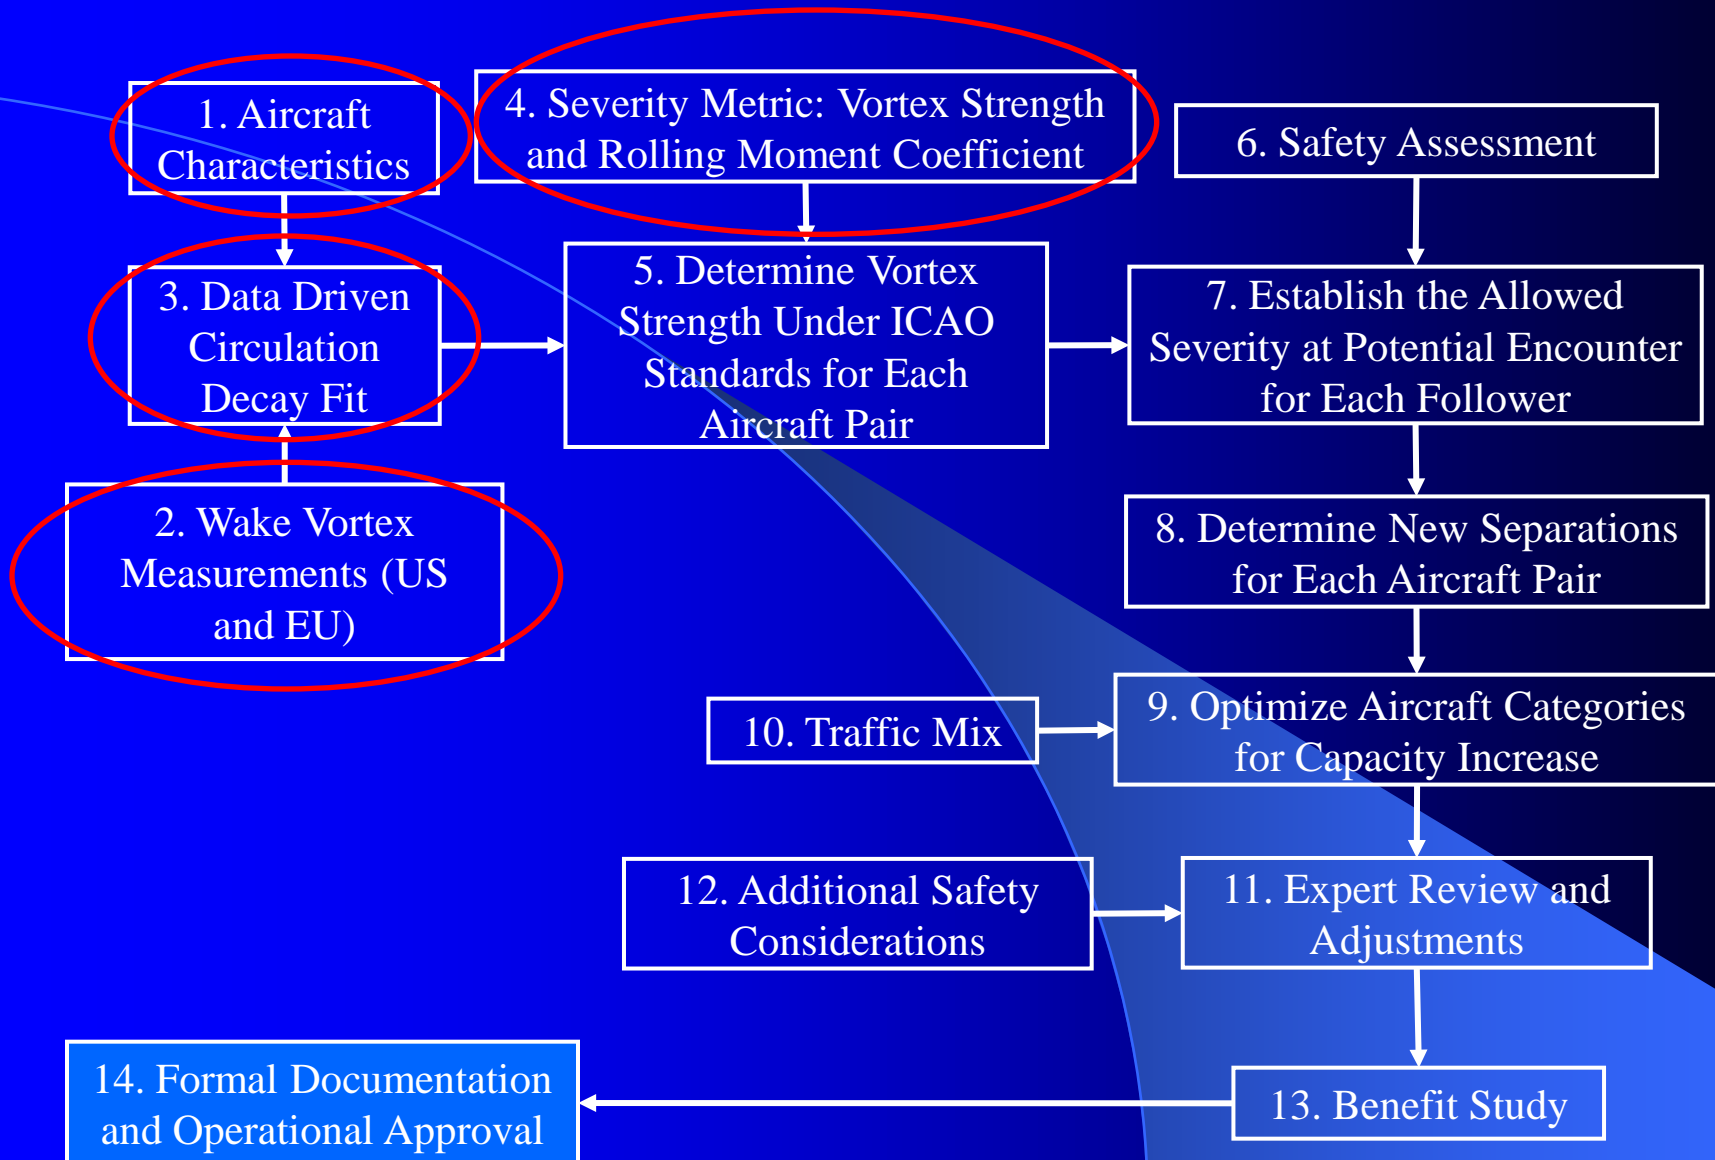 1. Aircraft
Characteristics
4. Severity Metric: Vortex Strength
and Rolling Moment Coefficient
6. Safety Assessment
3. Data Driven
Circulation
Decay Fit
5. Determine Vortex
Strength Under ICAO
Standards for Each
Aircraft Pair
7. Establish the Allowed
Severity at Potential Encounter
for Each Follower
2. Wake Vortex
Measurements (US
and EU)
8. Determine New Separations
for Each Aircraft Pair
10. Traffic Mix
9. Optimize Aircraft Categories
for Capacity Increase
12. Additional Safety
Considerations
11. Expert Review and
Adjustments
14. Formal Documentation
and Operational Approval
13. Benefit Study